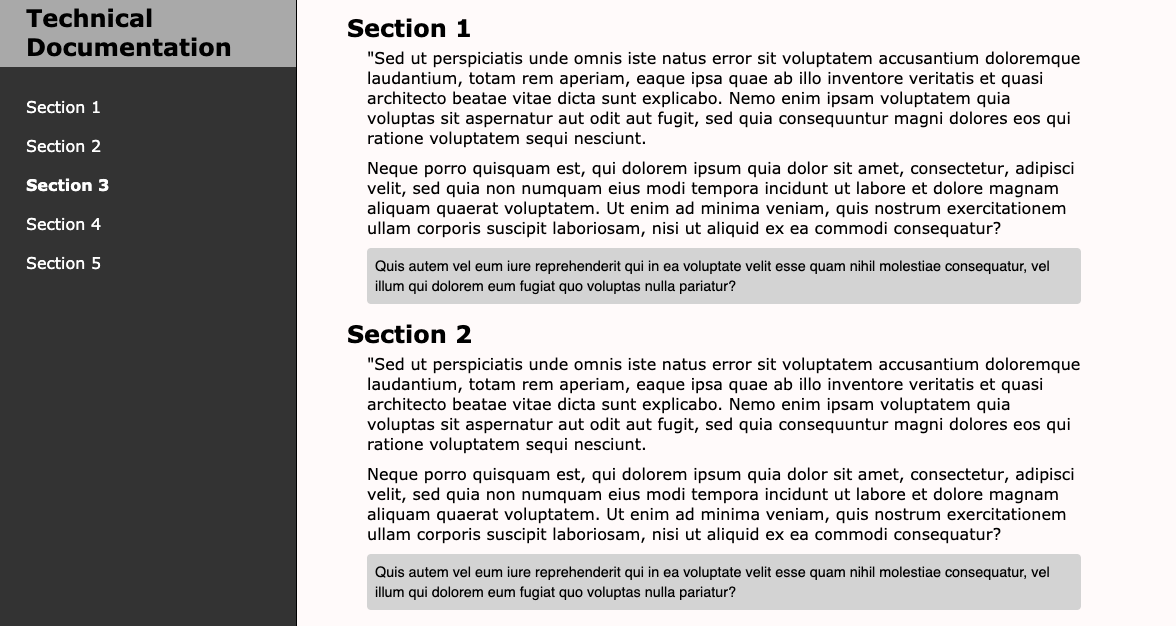 Technical
Documentation
Section 1
Section 2
Section 3
Section 4
Section 5
Section 1
"Sed ut perspiciatis unde omnis iste natus error sit voluptatem accusantium doloremque
laudantium, totam rem aperiam, eaque ipsa quae ab illo inventore veritatis et quasi
architecto beatae vitae dicta sunt explicabo. Nemo enim ipsam voluptatem quia
voluptas sit aspernatur aut odit aut fugit, sed quia consequuntur magni dolores eos qui
ratione voluptatem sequi nesciunt.
Neque porro quisquam est, qui dolorem ipsum quia dolor sit amet, consectetur, adipisci
velit, sed quia non numquam eius modi tempora incidunt ut labore et dolore magnam
aliquam quaerat voluptatem. Ut enim ad minima veniam, quis nostrum exercitationem
ullam corporis suscipit laboriosam, nisi ut aliquid ex ea commodi consequatur?
Quis autem vel eum iure reprehenderit qui in ea voluptate velit esse quam nihil molestiae consequatur, vel
illum qui dolorem eum fugiat quo voluptas nulla pariatur?
Section 2
"Sed ut perspiciatis unde omnis iste natus error sit voluptatem accusantium doloremque
laudantium, totam rem aperiam, eaque ipsa quae ab illo inventore veritatis et quasi
architecto beatae vitae dicta sunt explicabo. Nemo enim ipsam voluptatem quia
voluptas sit aspernatur aut odit aut fugit, sed quia consequuntur magni dolores eos qui
ratione voluptatem sequi nesciunt.
Neque porro quisquam est, qui dolorem ipsum quia dolor sit amet, consectetur, adipisci
velit, sed quia non numquam eius modi tempora incidunt ut labore et dolore magnam
aliquam quaerat voluptatem. Ut enim ad minima veniam, quis nostrum exercitationem
ullam corporis suscipit laboriosam, nisi ut aliquid ex ea commodi consequatur?
Quis autem vel eum iure reprehenderit qui in ea voluptate velit esse quam nihil molestiae consequatur, vel
illum qui dolorem eum fugiat quo voluptas nulla pariatur?